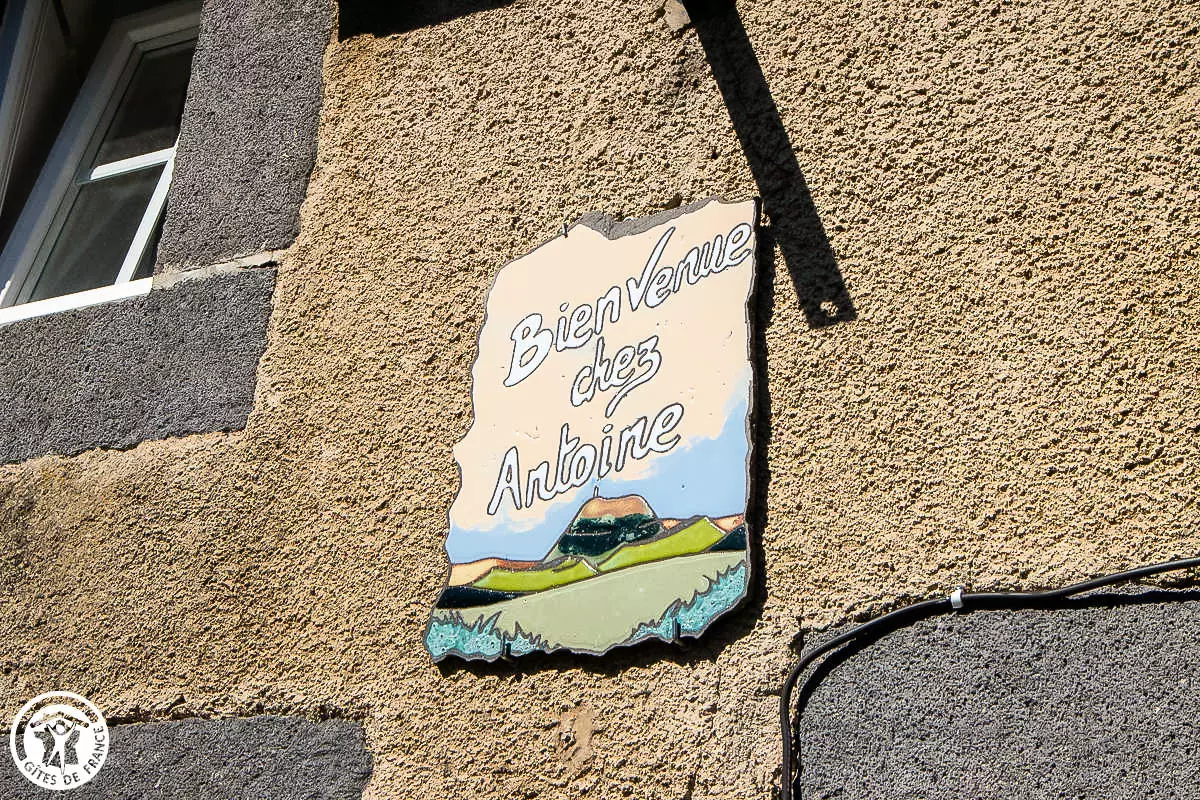 BienVenue
chez
Antoine
GÎTES DE FRANCE